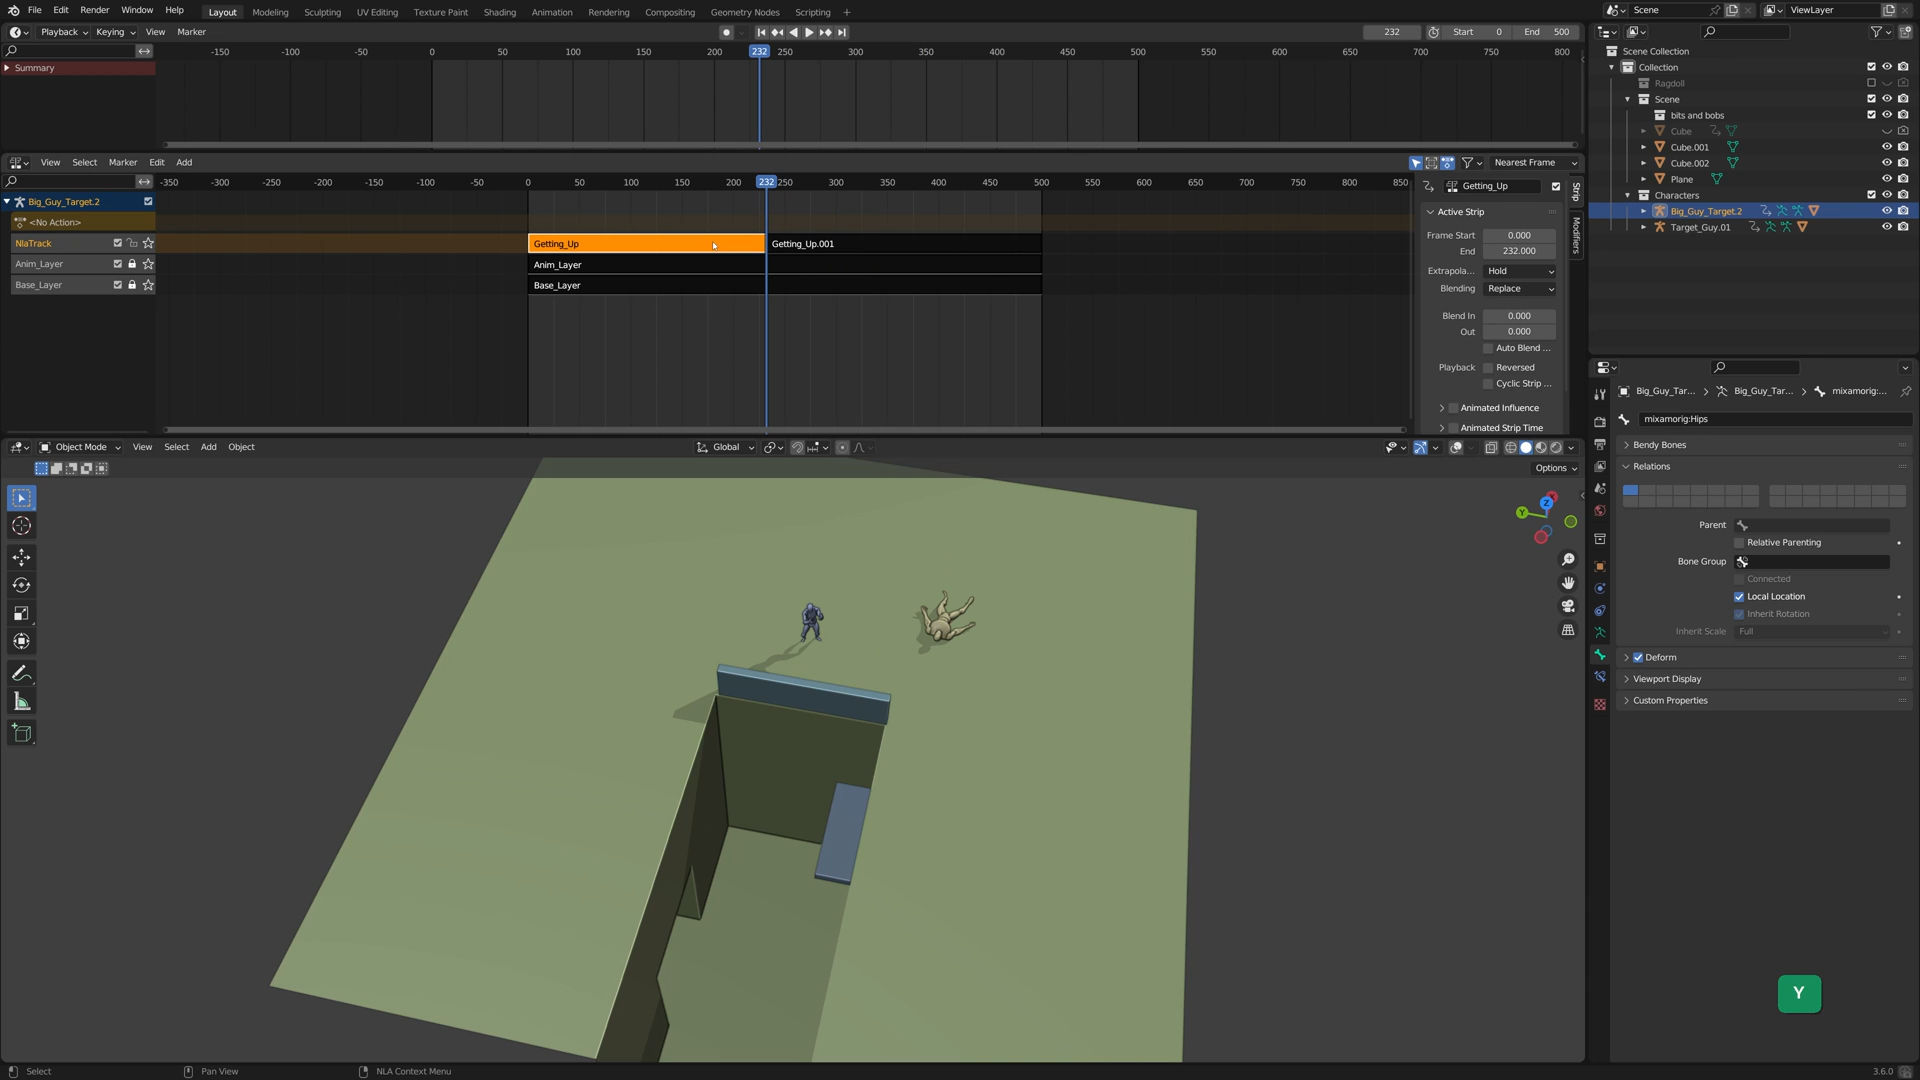 File Edit Render Window Help Layout Modeling Sculpting UV Editing Texture Paint Shading Animation Rendering Compositing Geometry Nodes Scripting + Scene ViewLayer
Playback Keying View Marker 232 Start 0 End 500
-150 -100 -50 0 50 100 150 200 232 250 300 350 400 450 500 550 600 650 700 750 800
Summary
View Select Marker Edit Add Nearest Frame
-350 -300 -250 -200 -150 -100 -50 0 50 100 150 200 232 250 300 350 400 450 500 550 600 650 700 750 800 850
Big_Guy_Target.2
<No Action>
NlaTrack Getting_Up Getting_Up.001
Anim_Layer Anim_Layer
Base_Layer Base_Layer
Getting_Up
Active Strip
Frame Start 0.000
End 232.000
Extrapola... Hold
Blending Replace
Blend In 0.000
Out 0.000
Auto Blend ...
Playback Reversed
Cyclic Strip ...
Animated Influence
Animated Strip Time
Strip
Modifiers
Scene Collection
Collection
Ragdoll
Scene
bits and bobs
Cube
Cube.001
Cube.002
Plane
Characters
Big_Guy_Target.2
Target_Guy.01
Object Mode View Select Add Object Global
Options
Z
Y
X
Big_Guy_Tar... Big_Guy_Tar... mixamorig:...
mixamorig:Hips
Bendy Bones
Relations
Parent
Relative Parenting
Bone Group
Connected
Local Location
Inherit Rotation
Inherit Scale Full
Deform
Viewport Display
Custom Properties
Y
Select Pan View NLA Context Menu 3.6.0